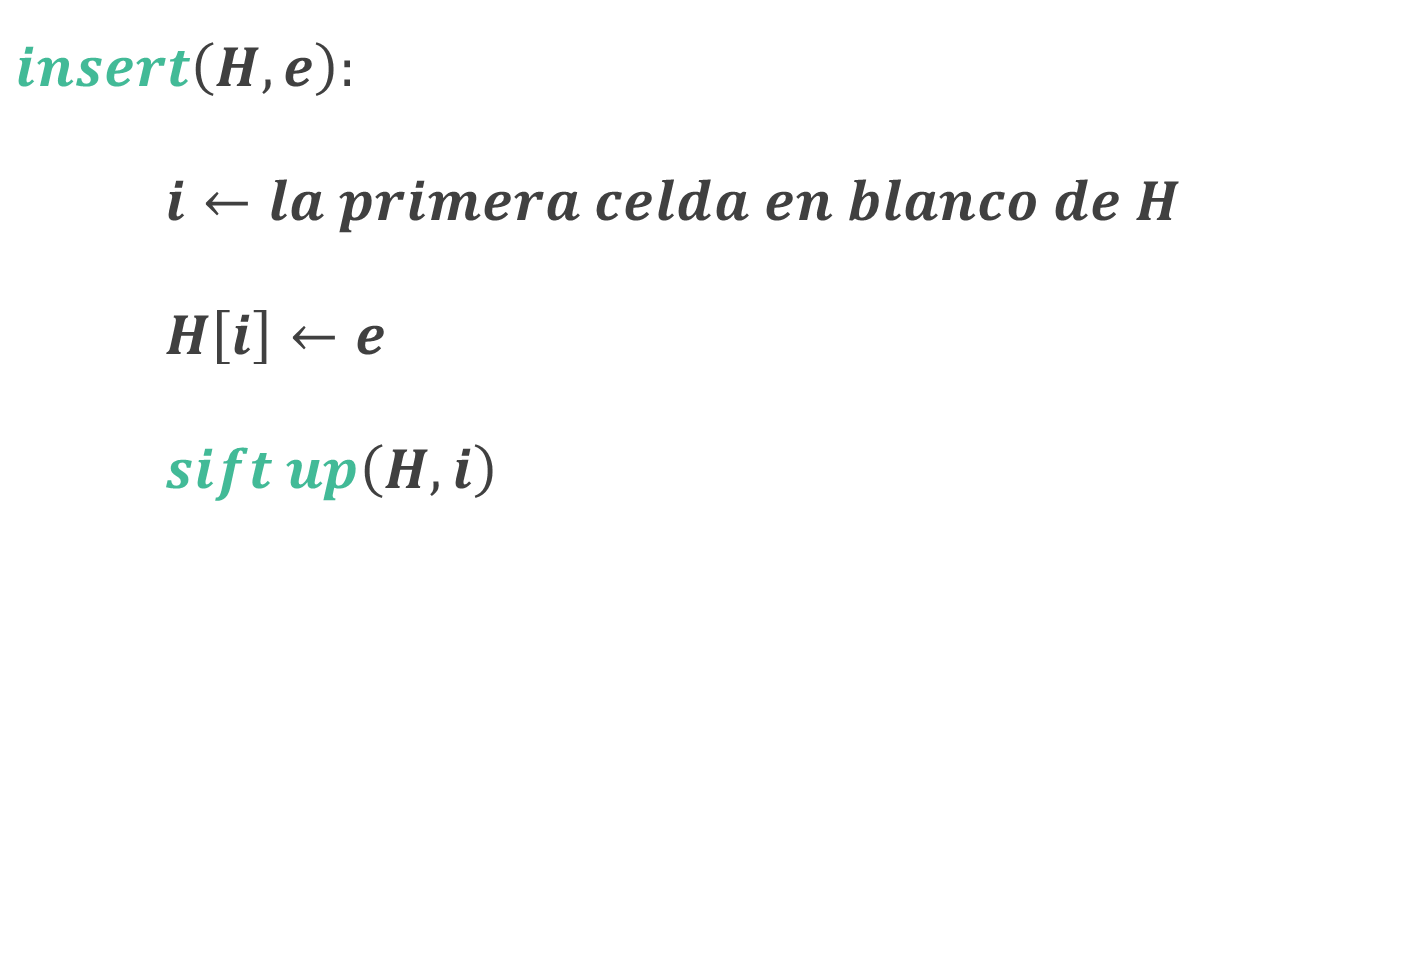 insert(H, e):
i ← la primera celda en blanco de H
H[i] ← e
sift up(H, i)